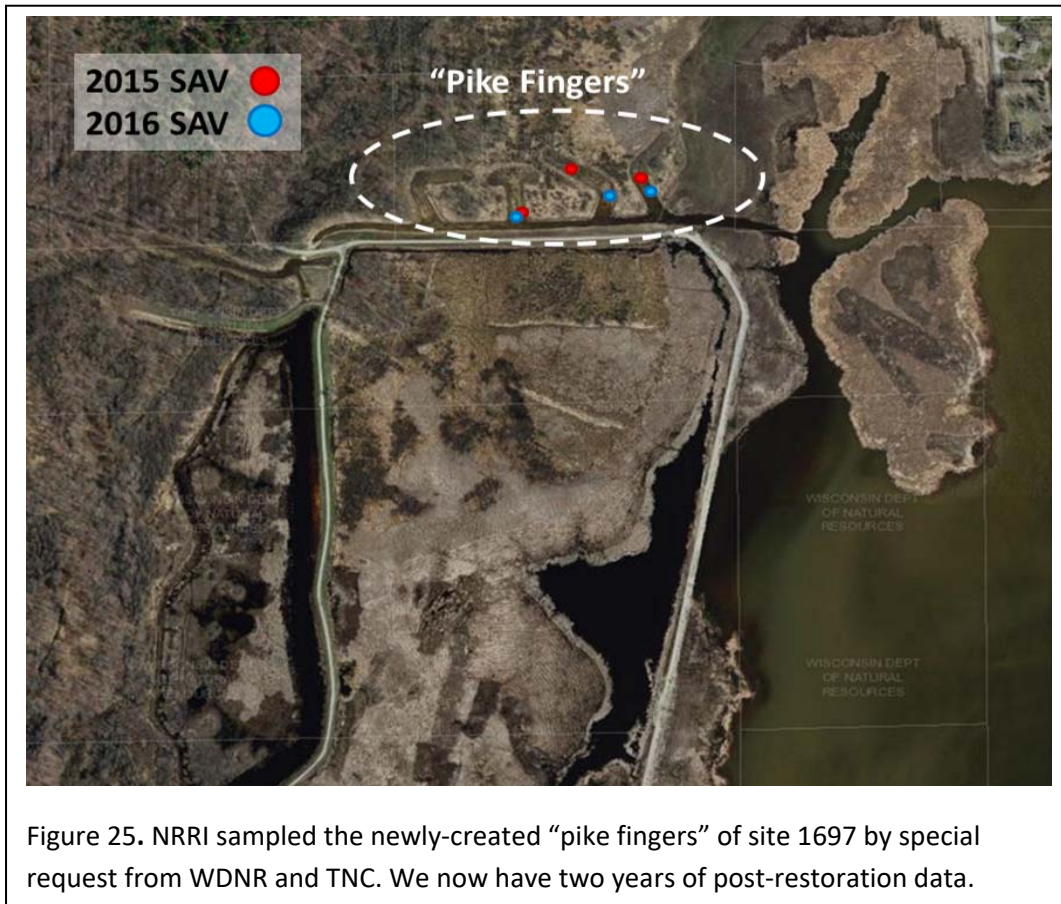 2015 SAV
2016 SAV
“Pike Fingers”
WISCONSIN DEPT
OF NATURAL
RESOURCES
WISCONSIN DEPT
OF NATURAL
RESOURCES
Figure 25. NRRI sampled the newly-created “pike fingers” of site 1697 by special
request from WDNR and TNC. We now have two years of post-restoration data.